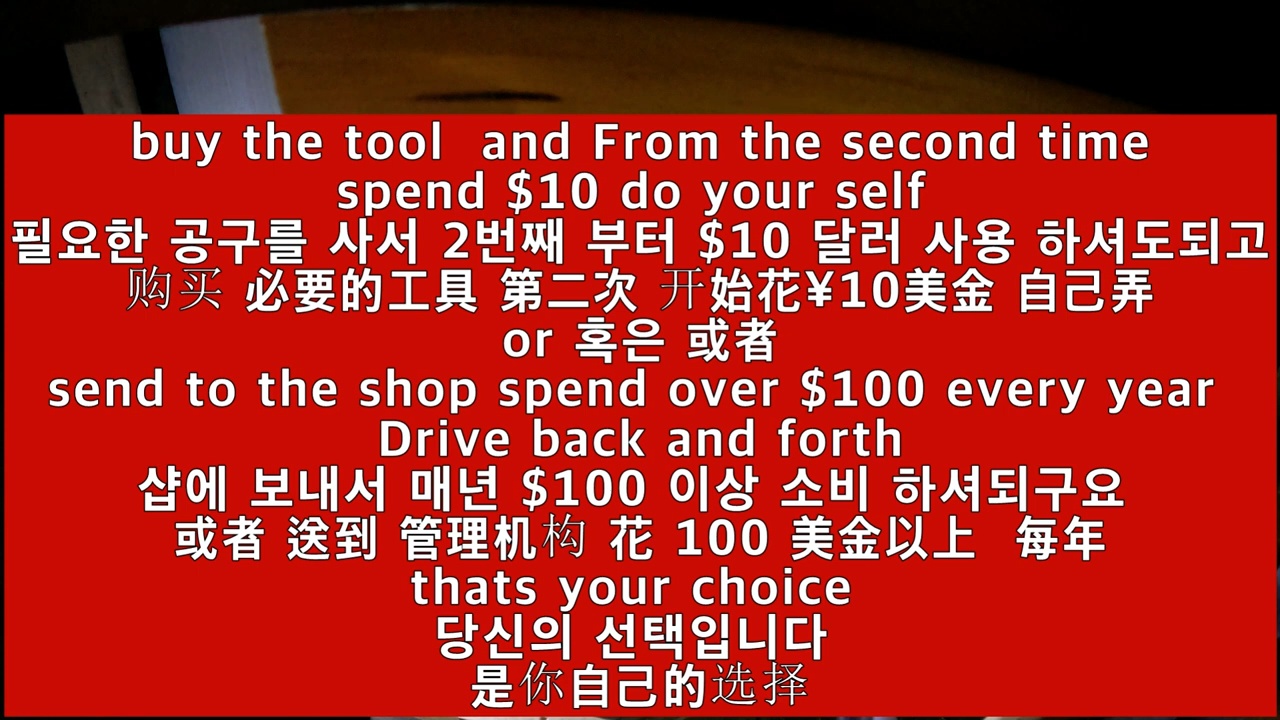 buy the tool  and From the second time
spend $10 do your self
필요한 공구를 사서 2번째 부터 $10 달러 사용 하셔도되고
购买 必要的工具 第二次 开始花¥10美金 自己弄
or 혹은 或者
send to the shop spend over $100 every year
Drive back and forth
샵에 보내서 매년 $100 이상 소비 하셔되구요
或者 送到 管理机构 花 100 美金以上  每年
thats your choice
당신의 선택입니다
是你自己的选择